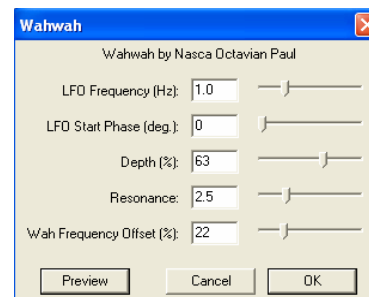 Wahwah
Wahwah by Nasca Octavian Paul
LFO Frequency (Hz): 1.0
LFO Start Phase (deg.): 0
Depth (%): 63
Resonance: 2.5
Wah Frequency Offset (%): 22
Preview Cancel OK